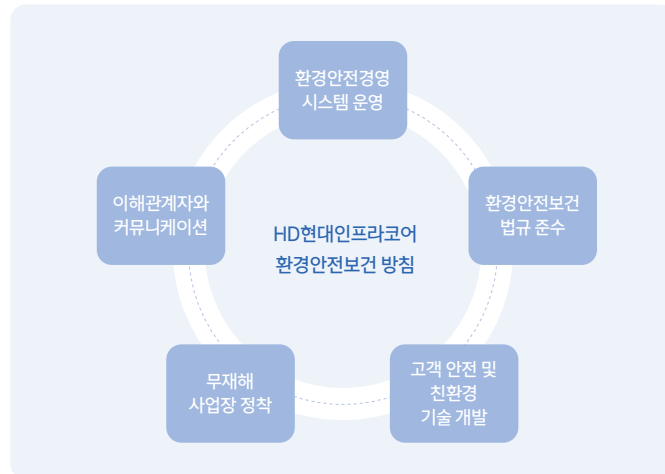 환경안전경영
시스템 운영
이해관계자와
커뮤니케이션
환경안전보건
법규 준수
HD현대인프라코어
환경안전보건 방침
무재해
사업장 정착
고객 안전 및
친환경
기술 개발